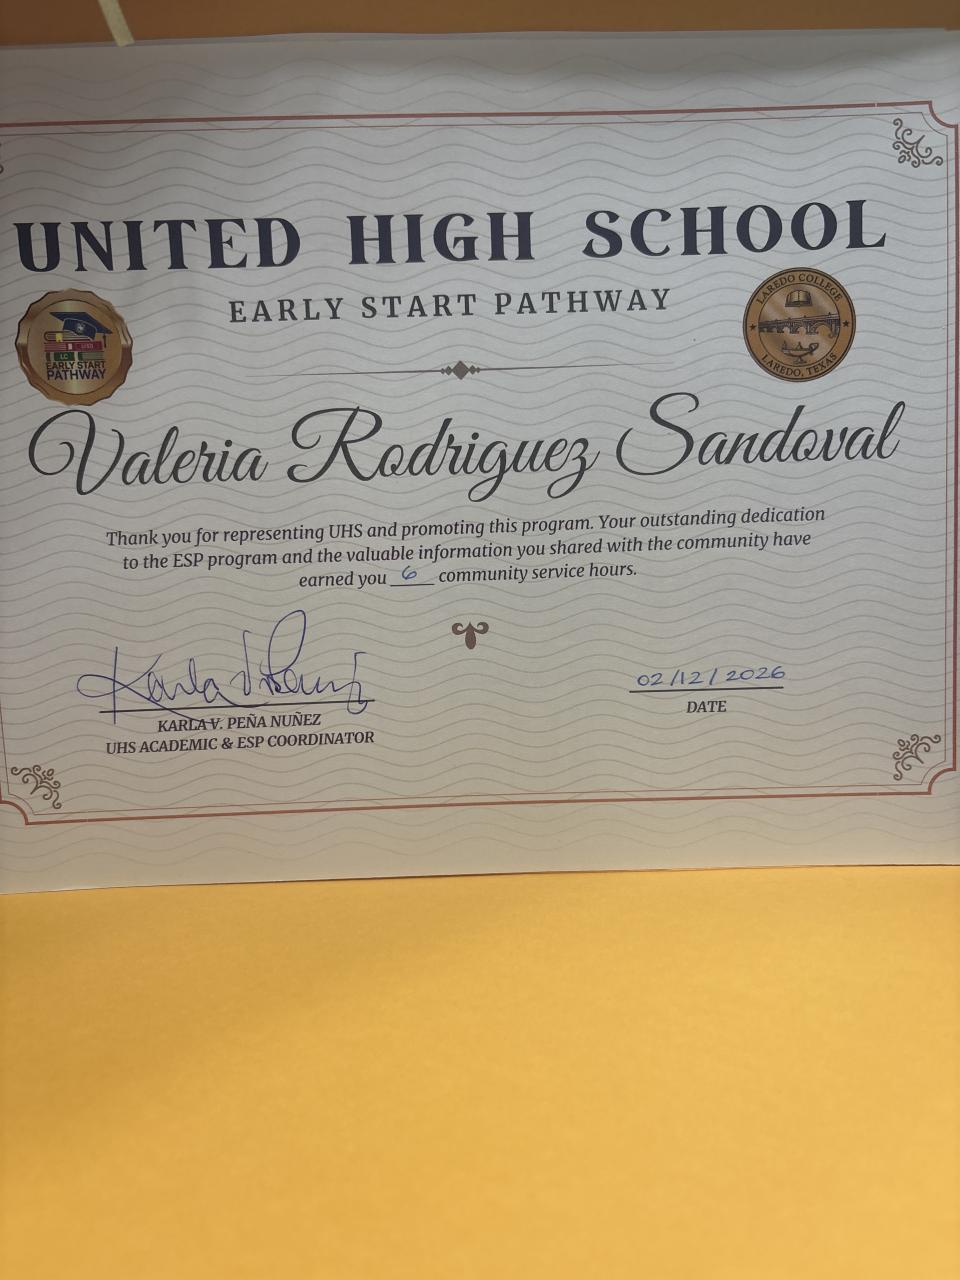 UNITED HIGH SCHOOL
EARLY START PATHWAY
LUISD
LC
EARLY START
PATHWAY
LAREDO COLLEGE
LAREDO, TEXAS
Valeria Rodriguez Sandoval
Thank you for representing UHS and promoting this program. Your outstanding dedication
to the ESP program and the valuable information you shared with the community have
earned you 6 community service hours.
KARLA V. PEÑA NUÑEZ
UHS ACADEMIC & ESP COORDINATOR
02/12/2026
DATE